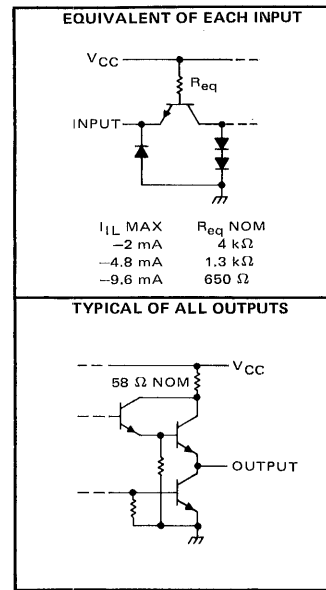 EQUIVALENT OF EACH INPUT
VCC
Req
INPUT
IIL MAX Req NOM
−2 mA 4 kΩ
−4.8 mA 1.3 kΩ
−9.6 mA 650 Ω
TYPICAL OF ALL OUTPUTS
VCC
58 Ω NOM
OUTPUT